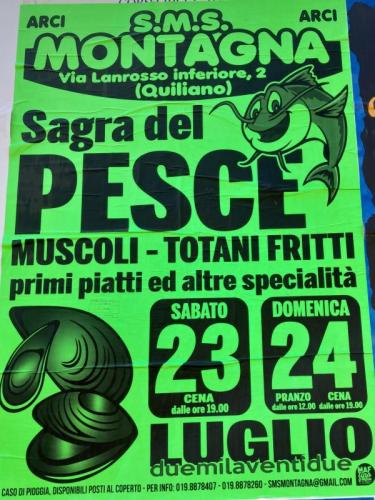 ARCI S.M.S. ARCI
MONTAGNA
Via Lanrosso inferiore, 2
(Quiliano)
Sagra del
PESCE
MUSCOLI - TOTANI FRITTI
primi piatti ed altre specialità
SABATO
23
CENA
dalle ore 19.00
DOMENICA
24
PRANZO CENA
dalle ore 12.00 dalle ore 19.00
LUGLIO
duemilaventidue
CASO DI PIOGGIA, DISPONIBILI POSTI AL COPERTO - PER INFO: 019.8878407 - 019.8878260 - SMSMONTAGNA@GMAIL.COM